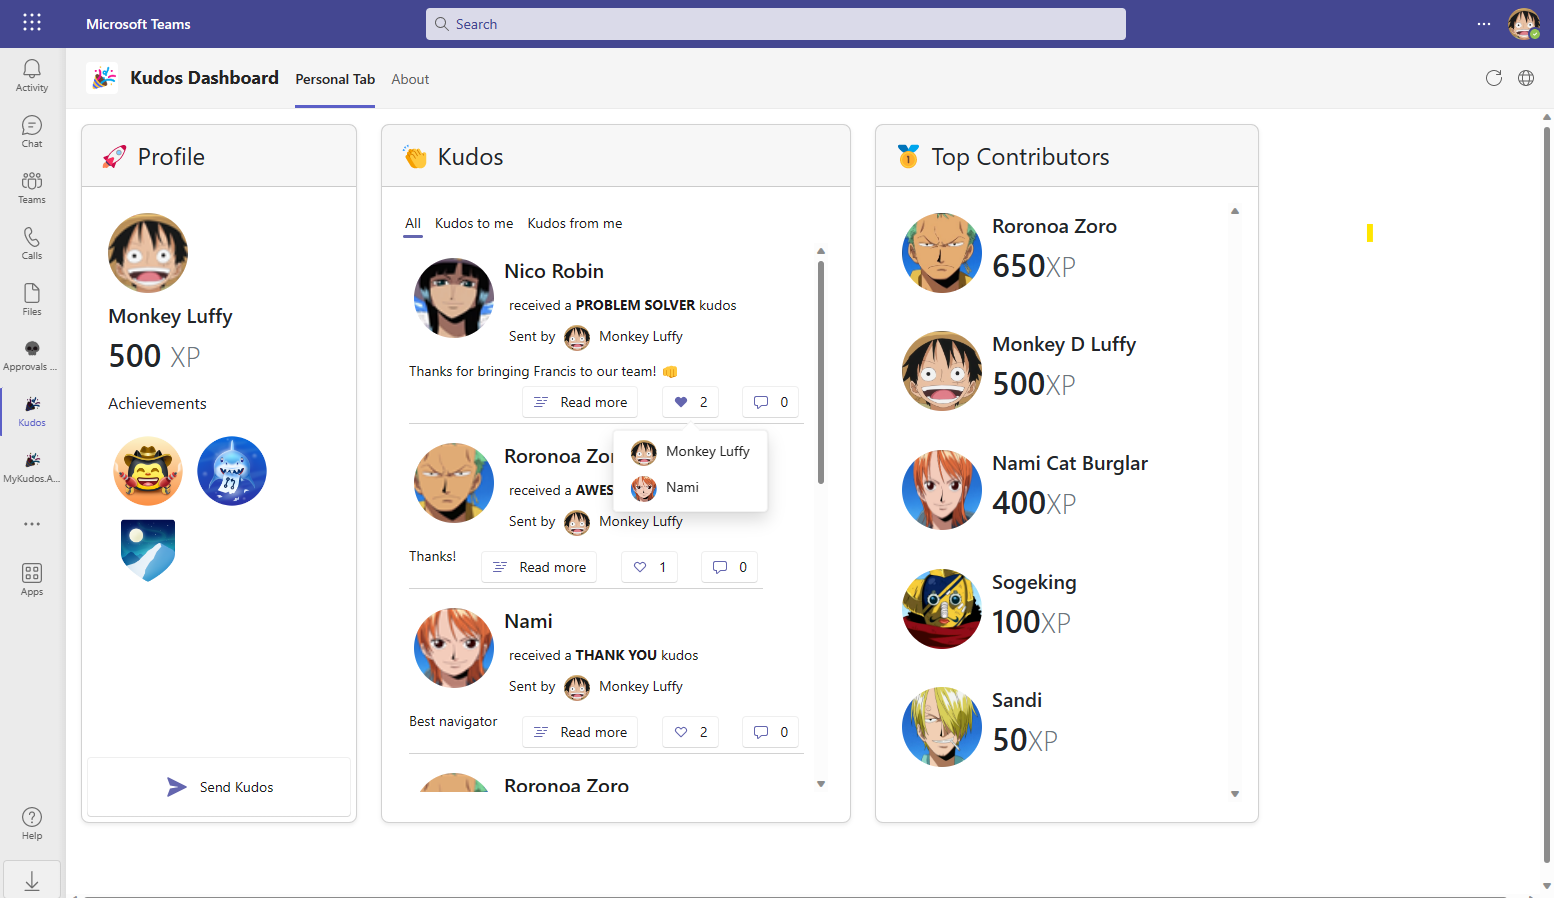 Microsoft Teams
Search
Activity
Chat
Teams
Calls
Files
Approvals ...
Kudos
MyKudos.A...
Apps
Help
Kudos Dashboard
Personal Tab
About
Profile
Monkey Luffy
500 XP
Achievements
Send Kudos
Kudos
All
Kudos to me
Kudos from me
Nico Robin
received a PROBLEM SOLVER kudos
Sent by Monkey Luffy
Thanks for bringing Francis to our team!
Read more
2
0
Monkey Luffy
Nami
Roronoa Zor
received a AWES
Sent by Monkey Luffy
Thanks!
Read more
1
0
Nami
received a THANK YOU kudos
Sent by Monkey Luffy
Best navigator
Read more
2
0
Roronoa Zoro
1
Top Contributors
Roronoa Zoro
650XP
Monkey D Luffy
500XP
Nami Cat Burglar
400XP
Sogeking
100XP
Sandi
50XP